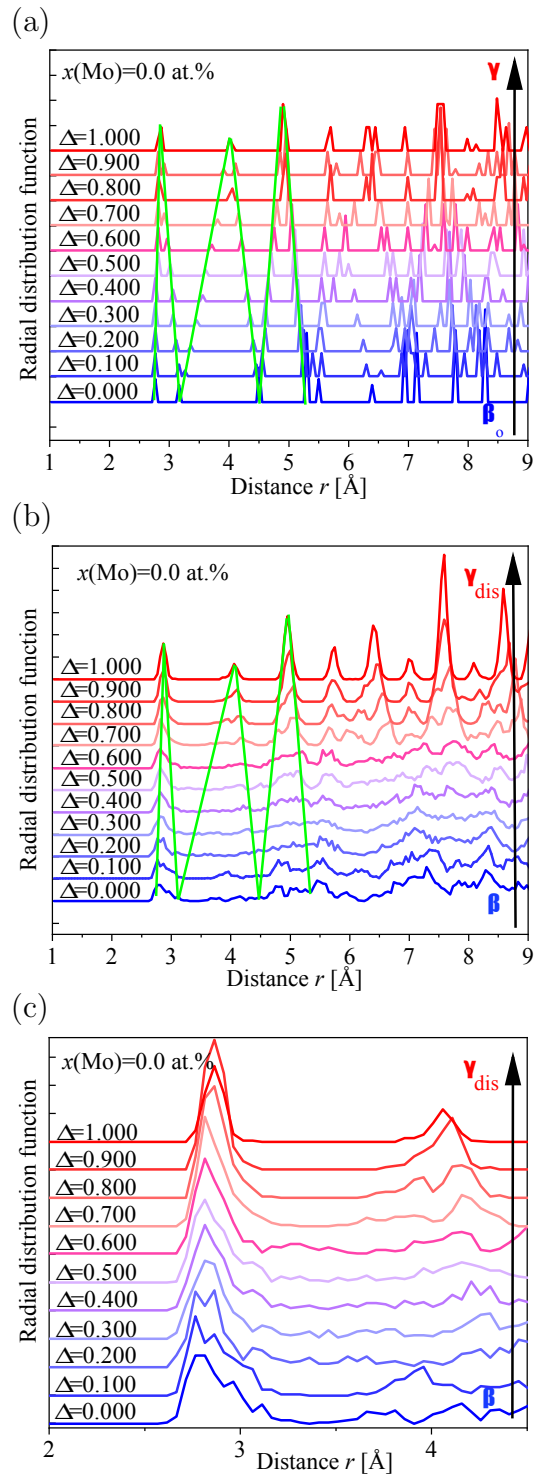 (a)
x(Mo)=0.0 at.%
γ
Δ=1.000
Δ=0.900
Δ=0.800
Δ=0.700
Δ=0.600
Δ=0.500
Δ=0.400
Δ=0.300
Δ=0.200
Δ=0.100
Δ=0.000
βo
Radial distribution function
1 2 3 4 5 6 7 8 9
Distance r [Å]
(b)
x(Mo)=0.0 at.%
γdis
Δ=1.000
Δ=0.900
Δ=0.800
Δ=0.700
Δ=0.600
Δ=0.500
Δ=0.400
Δ=0.300
Δ=0.200
Δ=0.100
Δ=0.000
β
Radial distribution function
1 2 3 4 5 6 7 8 9
Distance r [Å]
(c)
x(Mo)=0.0 at.%
γdis
Δ=1.000
Δ=0.900
Δ=0.800
Δ=0.700
Δ=0.600
Δ=0.500
Δ=0.400
Δ=0.300
Δ=0.200
Δ=0.100
Δ=0.000
β
Radial distribution function
2 3 4
Distance r [Å]